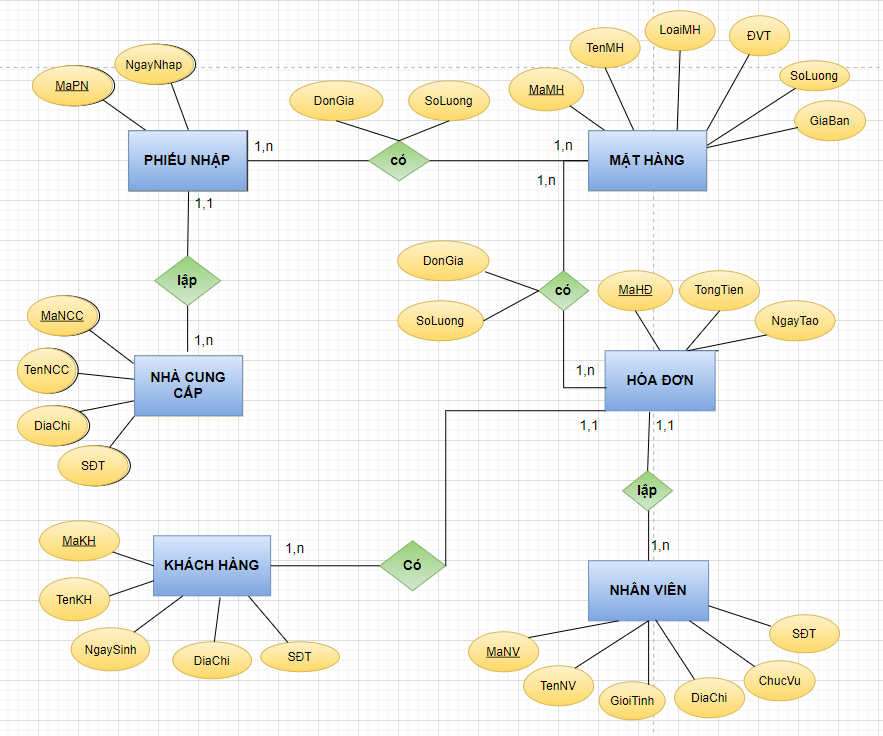 LoaiMH
ĐVT
TenMH
NgayNhap
SoLuong
MaPN
MaMH
DonGia
SoLuong
GiaBan
PHIẾU NHẬP
1,n
có
1,n
MẶT HÀNG
1,n
1,1
DonGia
lập
có
MaHĐ
TongTien
MaNCC
SoLuong
NgayTao
1,n
TenNCC
NHÀ CUNG
CẤP
1,n
HÓA ĐƠN
DiaChi
1,1
1,1
SĐT
lập
MaKH
1,n
1,n
KHÁCH HÀNG
Có
NHÂN VIÊN
TenKH
SĐT
NgaySinh
DiaChi
SĐT
MaNV
ChucVu
TenNV
GioiTinh
DiaChi